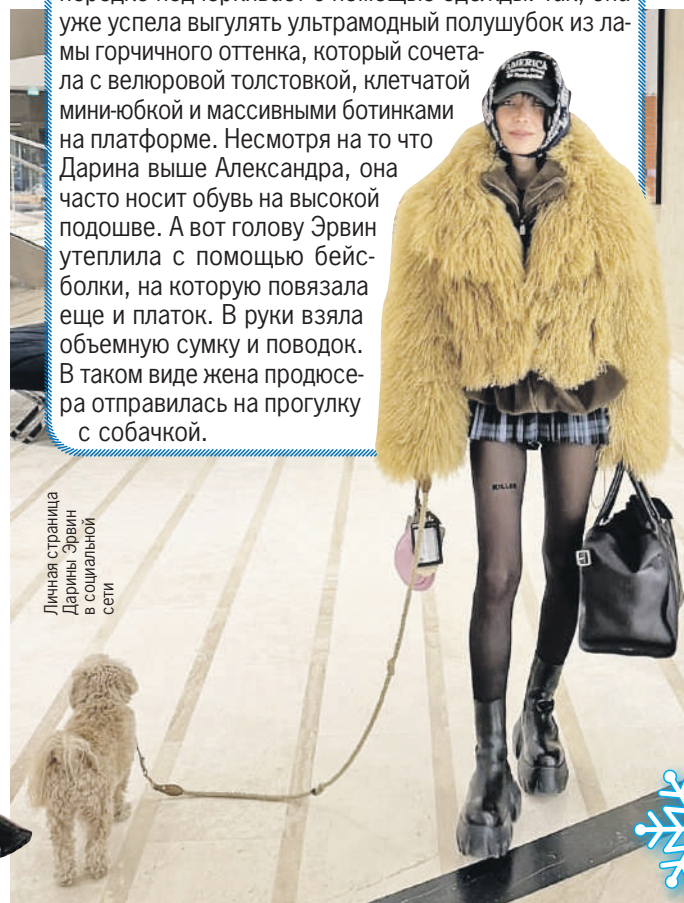 уже успела выгулять ультрамодный полушубок из ла-
мы горчичного оттенка, который сочета-
ла с велюровой толстовкой, клетчатой
мини-юбкой и массивными ботинками
на платформе. Несмотря на то что
Дарина выше Александра, она
часто носит обувь на высокой
подошве. А вот голову Эрвин
утеплила с помощью бейс-
болки, на которую повязала
еще и платок. В руки взяла
объемную сумку и поводок.
В таком виде жена продюсе-
ра отправилась на прогулку
с собачкой.
AMERICA
KILLER
Личная страница
Дарины Эрвин
в социальной
сети